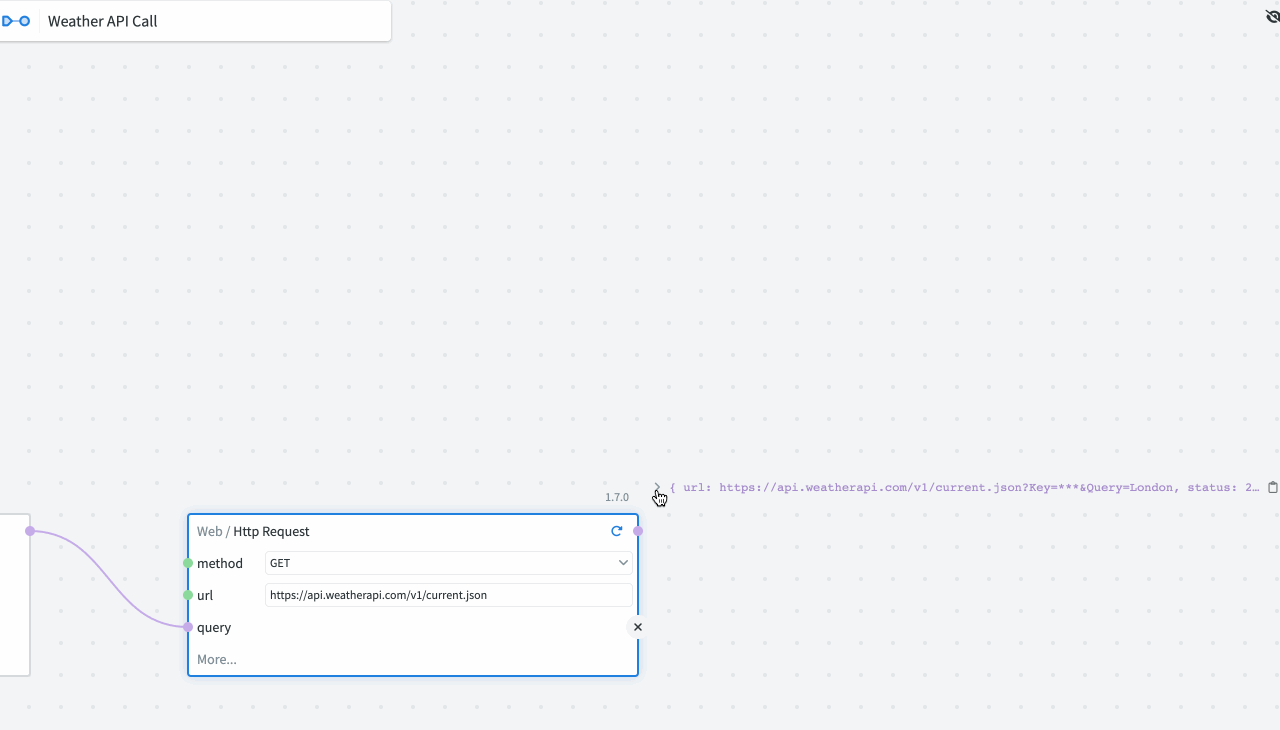 Weather API Call
1.7.0
{ url: https://api.weatherapi.com/v1/current.json?Key=***&Query=London, status: 2…
Web / Http Request
method GET
url https://api.weatherapi.com/v1/current.json
query
More...